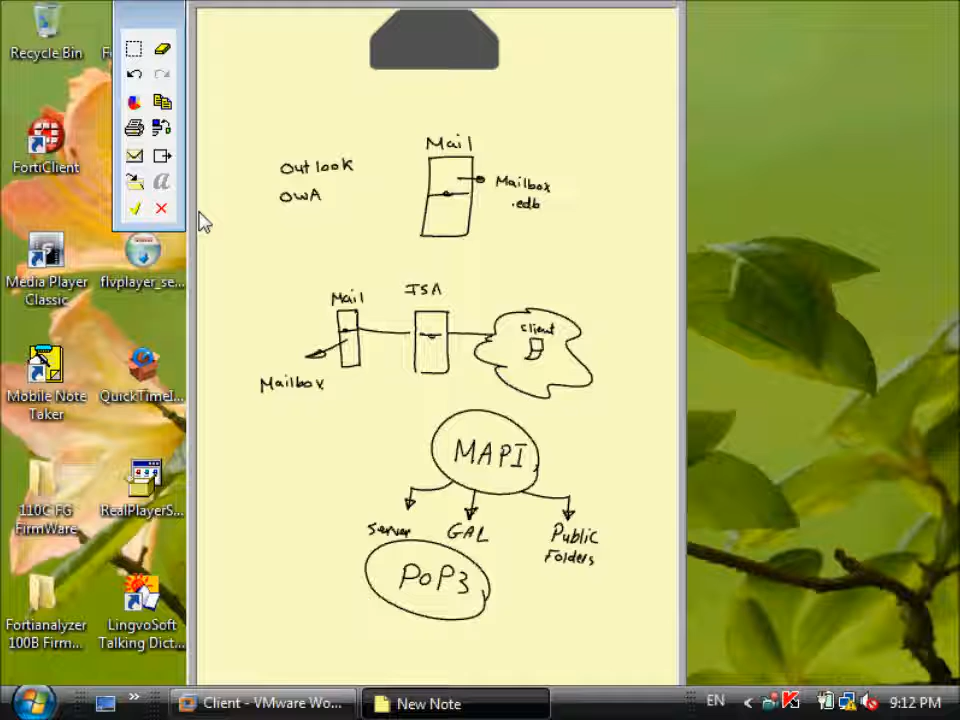 Recycle Bin
FortiClient
Media Player
Classic
flvplayer_se...
Mobile Note
Taker
QuickTimeI...
110C FG
FirmWare
RealPlayerS...
Fortianalyzer
100B Firm...
LingvoSoft
Talking Dict...
Mail
Outlook
OWA
Mailbox
.edb
Mail
ISA
Client
Mailbox
MAPI
Server
GAL
Public
Folders
POP3
Client - VMware Wo...
New Note
EN
9:12 PM